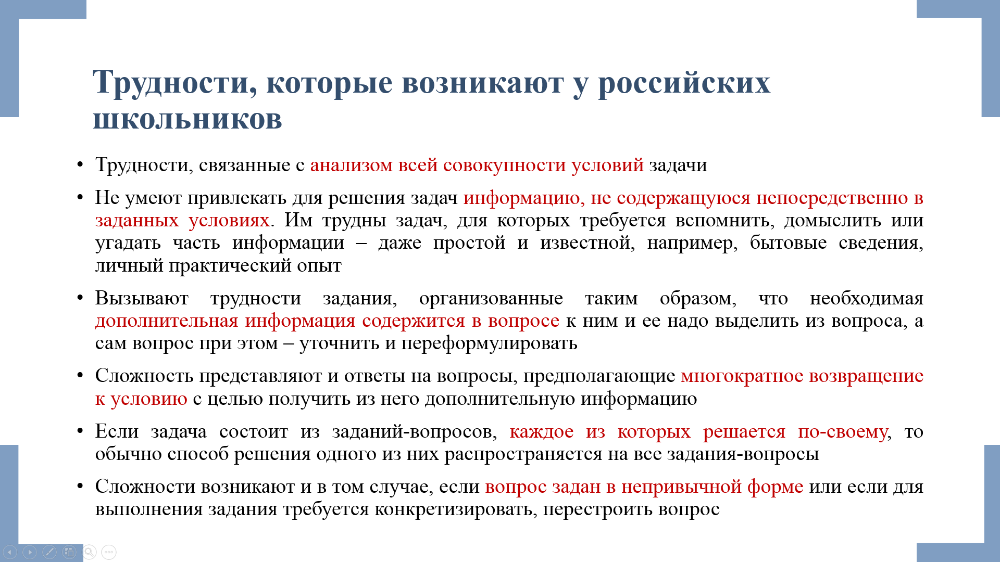 Трудности, которые возникают у российских
школьников
• Трудности, связанные с анализом всей совокупности условий задачи
• Не умеют привлекать для решения задач информацию, не содержащуюся непосредственно в
заданных условиях. Им трудны задач, для которых требуется вспомнить, домыслить или
угадать часть информации – даже простой и известной, например, бытовые сведения,
личный практический опыт
• Вызывают трудности задания, организованные таким образом, что необходимая
дополнительная информация содержится в вопросе к ним и ее надо выделить из вопроса, а
сам вопрос при этом – уточнить и переформулировать
• Сложность представляют и ответы на вопросы, предполагающие многократное возвращение
к условию с целью получить из него дополнительную информацию
• Если задача состоит из заданий-вопросов, каждое из которых решается по-своему, то
обычно способ решения одного из них распространяется на все задания-вопросы
• Сложности возникают и в том случае, если вопрос задан в непривычной форме или если для
выполнения задания требуется конкретизировать, перестроить вопрос